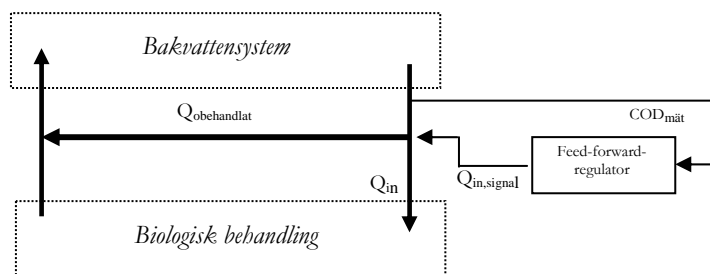 Bakvattensystem
Qobehandlat
CODmät
Feed-forward-
regulator
Qin,signal
Qin
Biologisk behandling